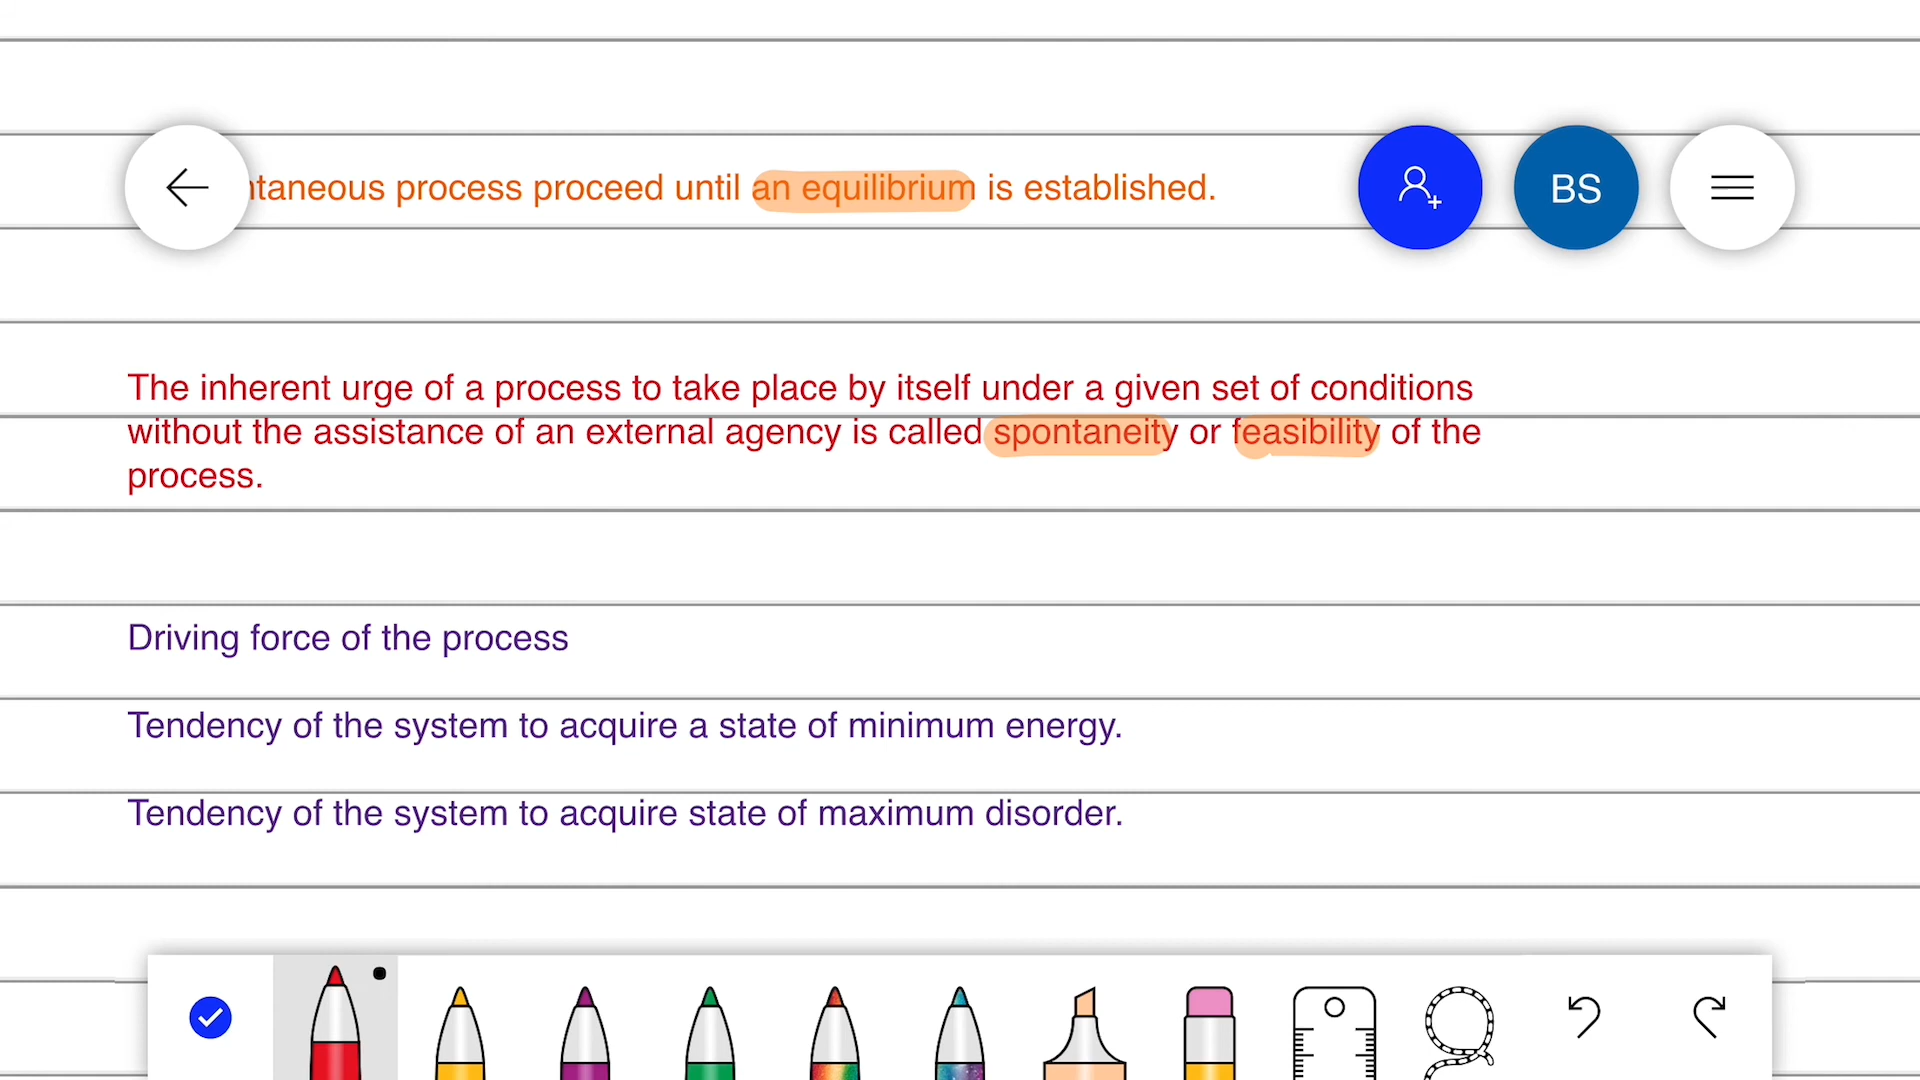 ntaneous process proceed until an equilibrium is established.
BS
The inherent urge of a process to take place by itself under a given set of conditions
without the assistance of an external agency is called spontaneity or feasibility of the
process.
Driving force of the process
Tendency of the system to acquire a state of minimum energy.
Tendency of the system to acquire state of maximum disorder.